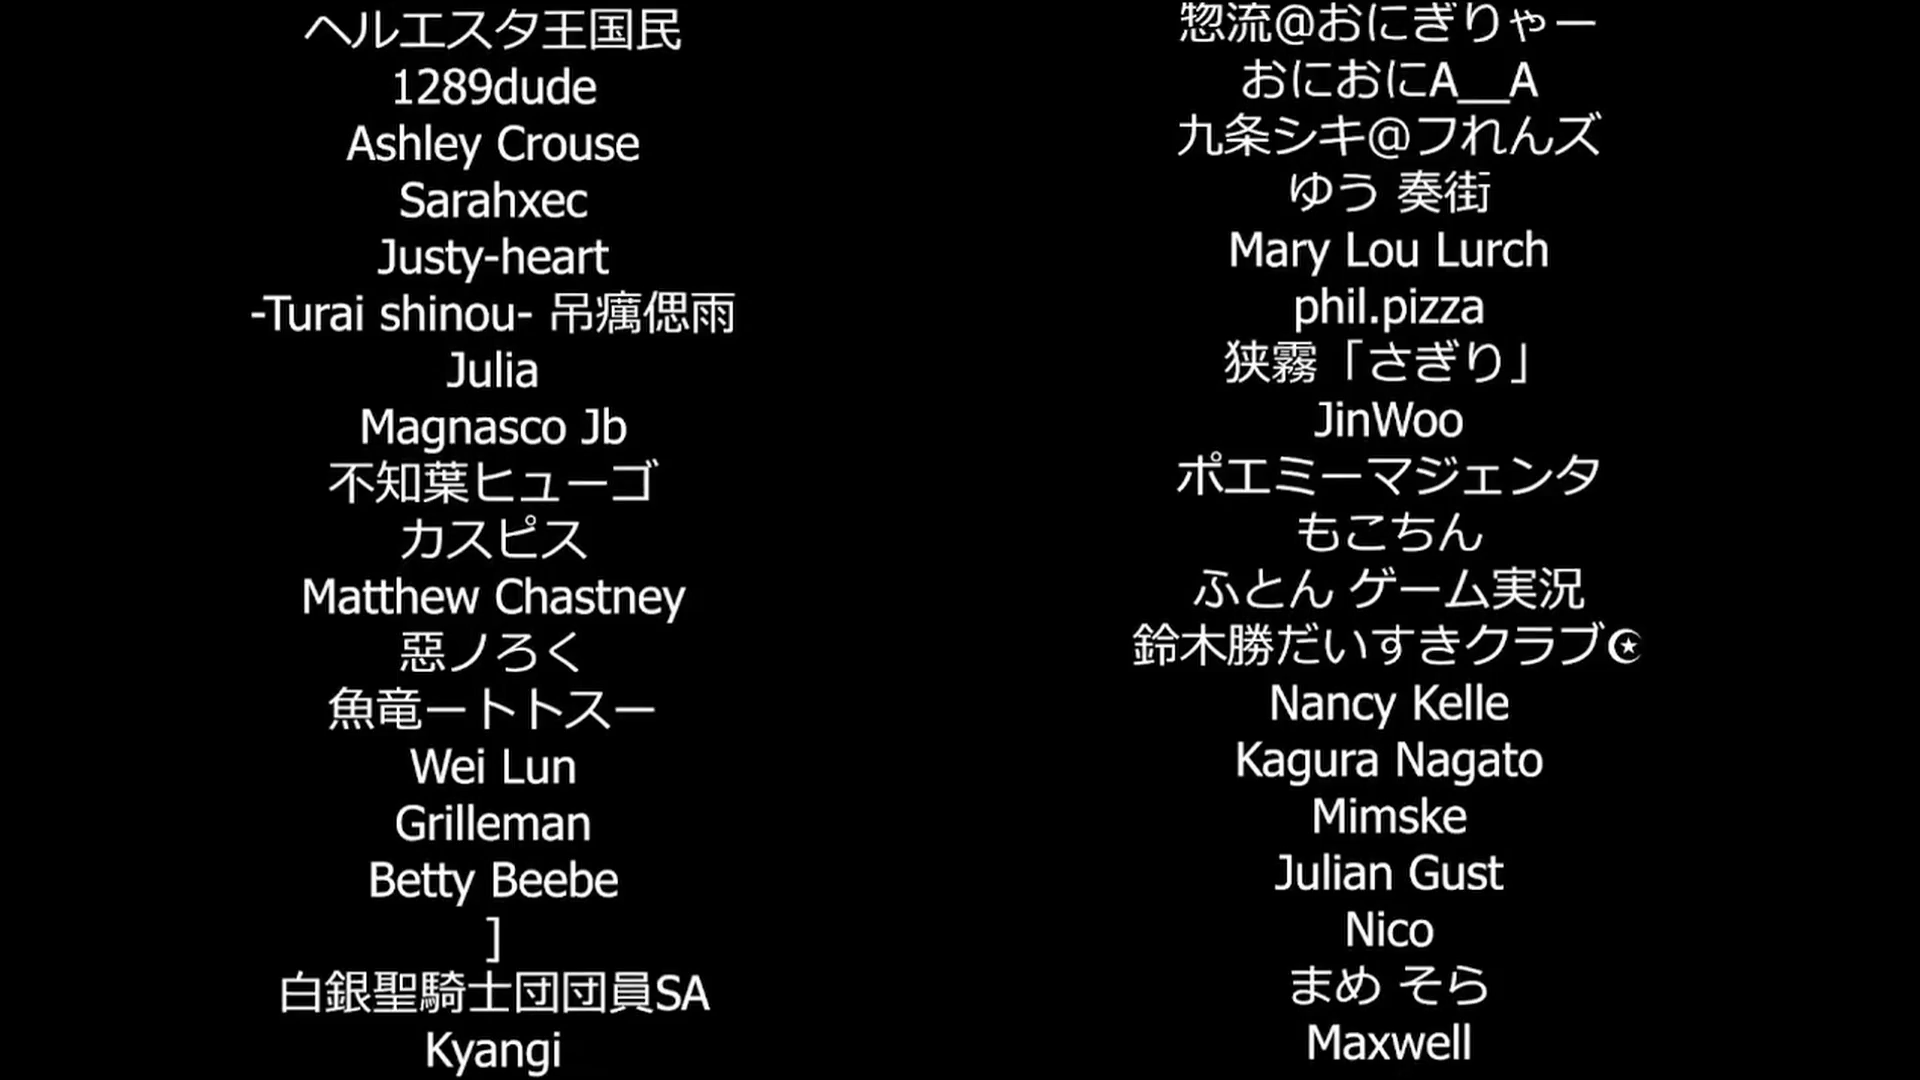 ヘルエスタ王国民
1289dude
Ashley Crouse
Sarahxec
Justy-heart
-Turai shinou- 吊癘偲雨
Julia
Magnasco Jb
不知葉ヒューゴ
カスピス
Matthew Chastney
惡ノろく
魚竜ートトスー
Wei Lun
Grilleman
Betty Beebe
]
白銀聖騎士団団員SA
Kyangi
惣流@おにぎりゃー
おにおにA__A
九条シキ@フれんズ
ゆう 奏街
Mary Lou Lurch
phil.pizza
狭霧「さぎり」
JinWoo
ポエミーマジェンタ
もこちん
ふとん ゲーム実況
鈴木勝だいすきクラブ☪
Nancy Kelle
Kagura Nagato
Mimske
Julian Gust
Nico
まめ そら
Maxwell